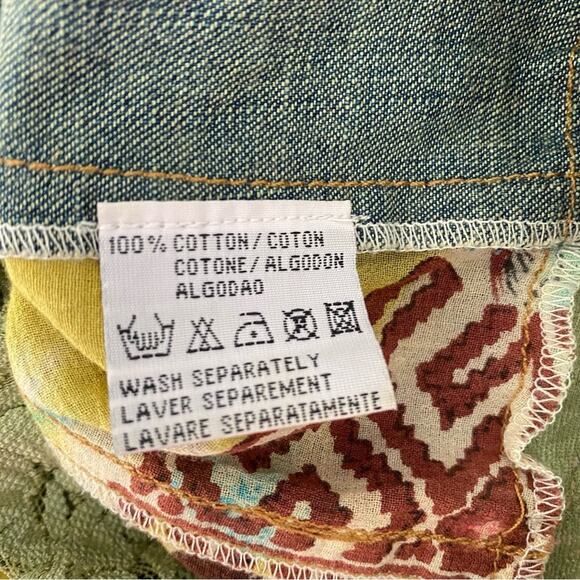 100% COTTON/COTON
COTONE/ALGODON
ALGODAO
WASH SEPARATELY
LAVER SEPAREMENT
LAVARE SEPARATAMENTE